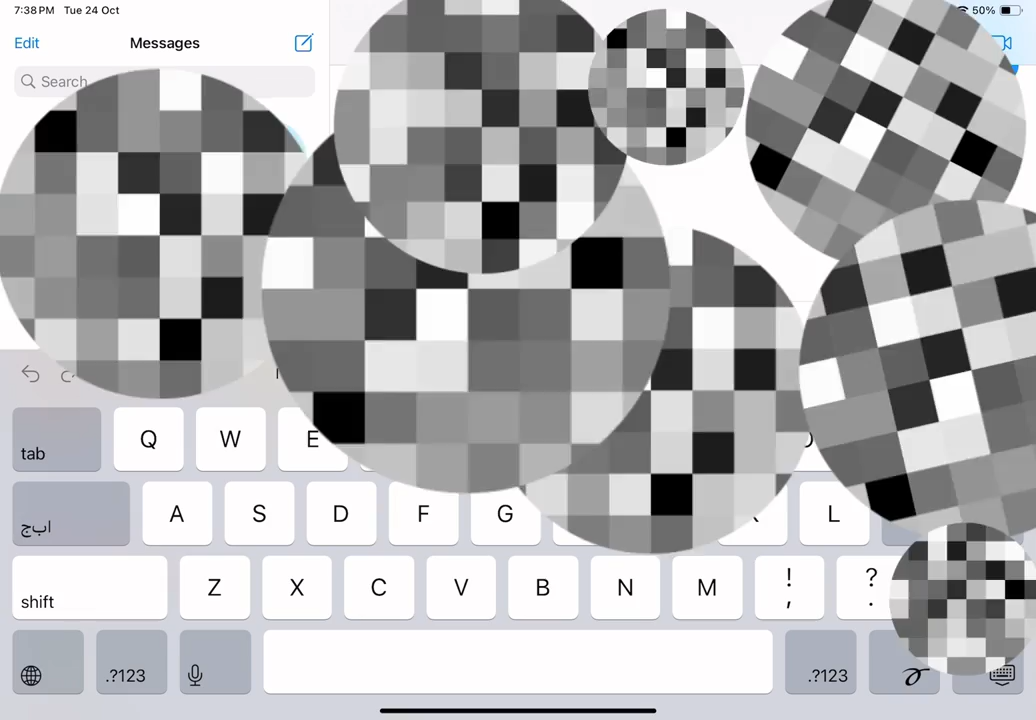 7:38 PM Tue 24 Oct
50%
Edit
Messages
Search
tab
Q
W
E
ابج
A
S
D
F
G
L
shift
Z
X
C
V
B
N
M
!
,
?
.
.?123
.?123